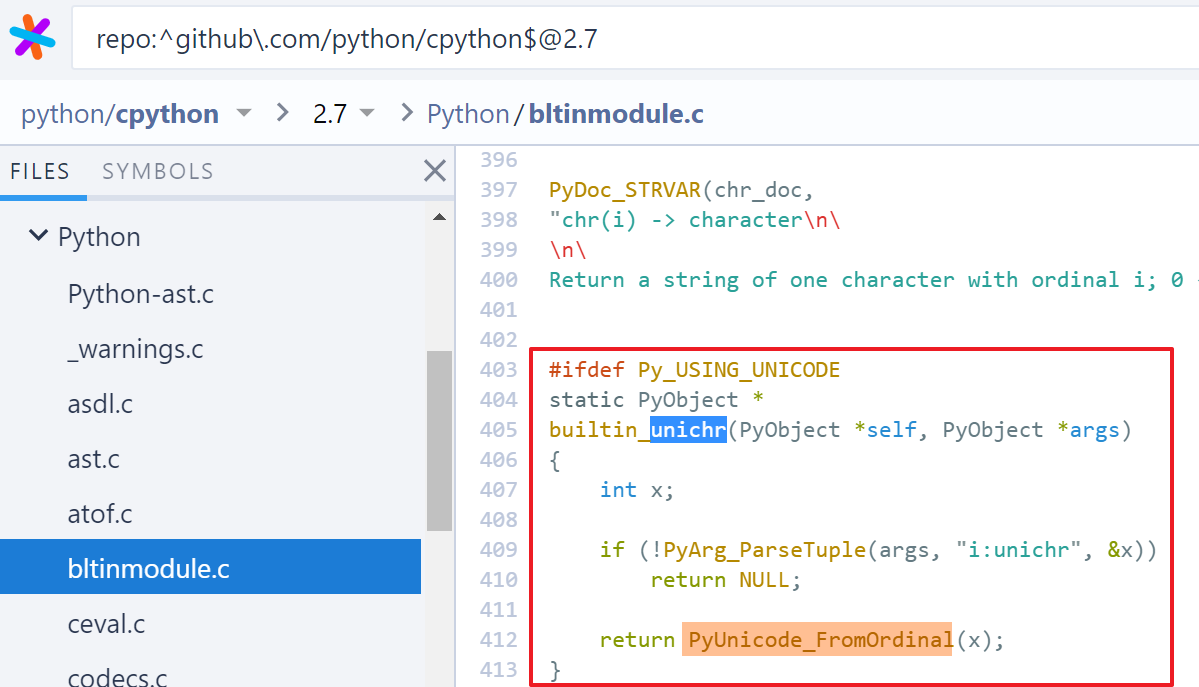 repo:^github\.com/python/cpython$@2.7
python/cpython > 2.7 > Python/bltinmodule.c
FILES SYMBOLS
Python
Python-ast.c
_warnings.c
asdl.c
ast.c
atof.c
bltinmodule.c
ceval.c
codecs.c
396
397 PyDoc_STRVAR(chr_doc,
398 "chr(i) -> character\n\
399 \n\
400 Return a string of one character with ordinal i; 0
401
402
403 #ifdef Py_USING_UNICODE
404 static PyObject *
405 builtin_unichr(PyObject *self, PyObject *args)
406 {
407     int x;
408
409     if (!PyArg_ParseTuple(args, "i:unichr", &x))
410         return NULL;
411
412     return PyUnicode_FromOrdinal(x);
413 }